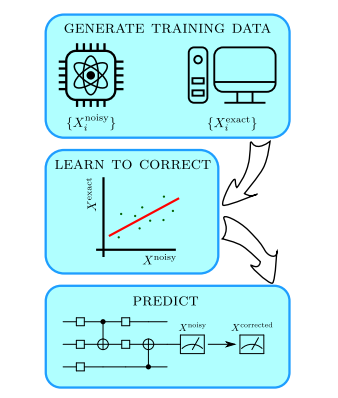 GENERATE TRAINING DATA
{X_i^noisy} {X_i^exact}
LEARN TO CORRECT
X^exact
X^noisy
PREDICT
X^noisy X^corrected